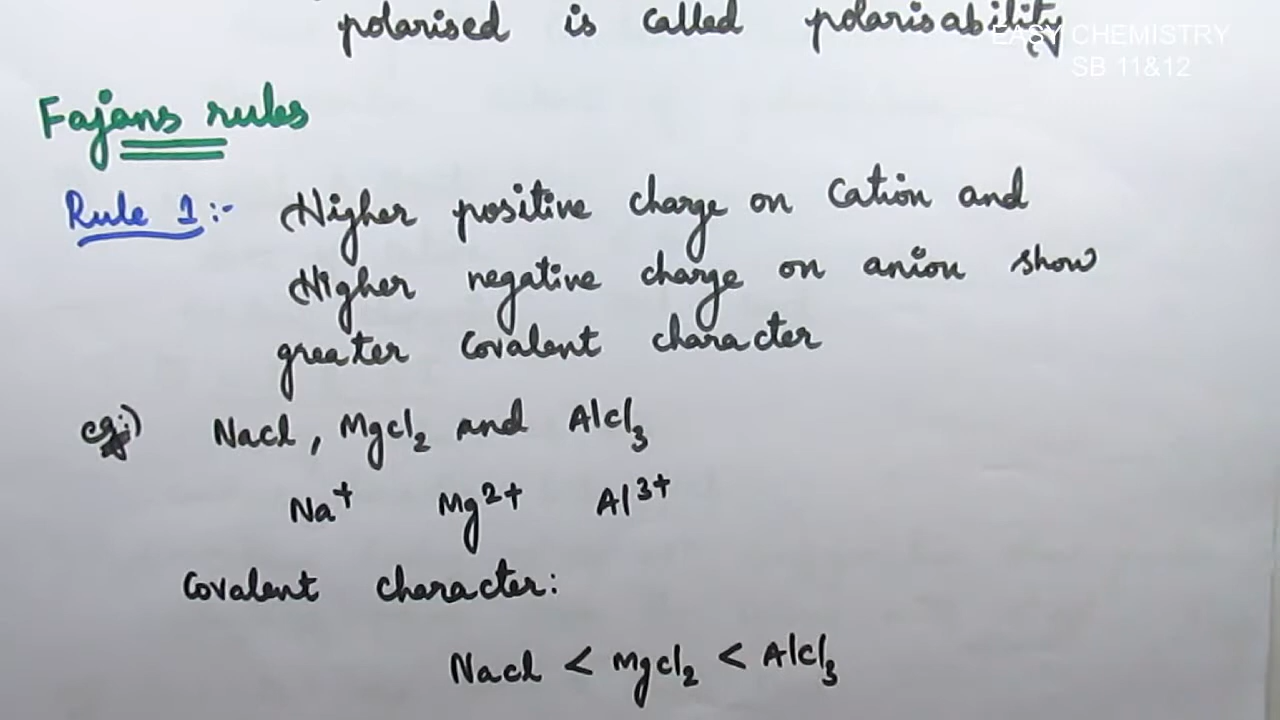 polarised is called polarisability
EASY CHEMISTRY
SB 11&12
Fajans rules
Rule 1:- Higher positive charge on Cation and
Higher negative charge on anion show
greater covalent character
eg:) Nacl, Mgcl₂ and Alcl₃
Na⁺ Mg²⁺ Al³⁺
Covalent character:
Nacl < Mgcl₂ < Alcl₃